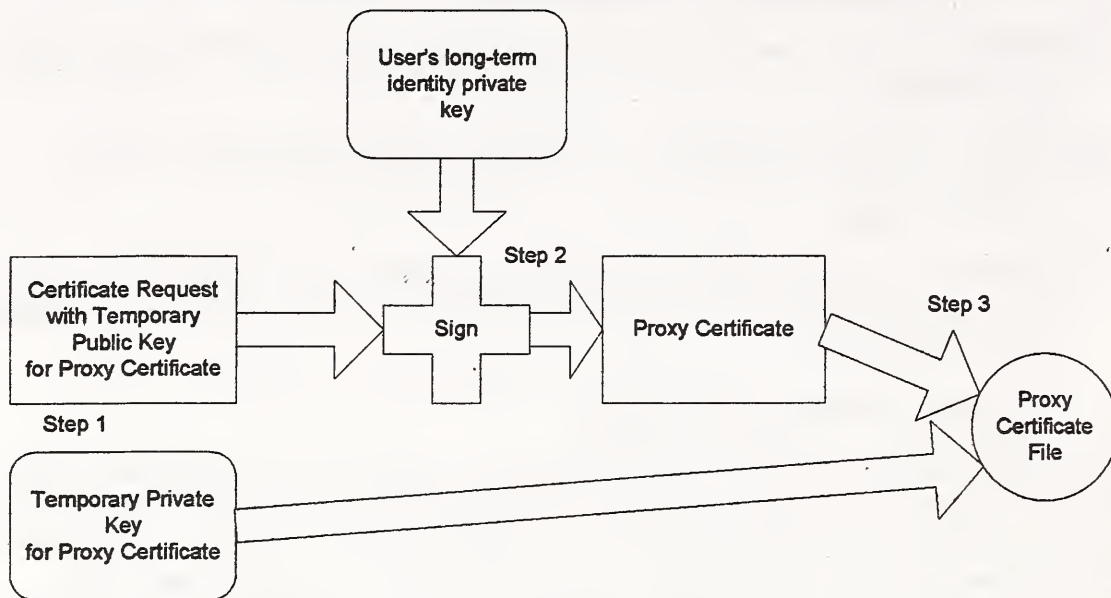 User's long-term
identity private
key
Step 2
Certificate Request
with Temporary
Public Key
for Proxy Certificate
Sign
Proxy Certificate
Step 3
Step 1
Proxy
Certificate
File
Temporary Private
Key
for Proxy Certificate